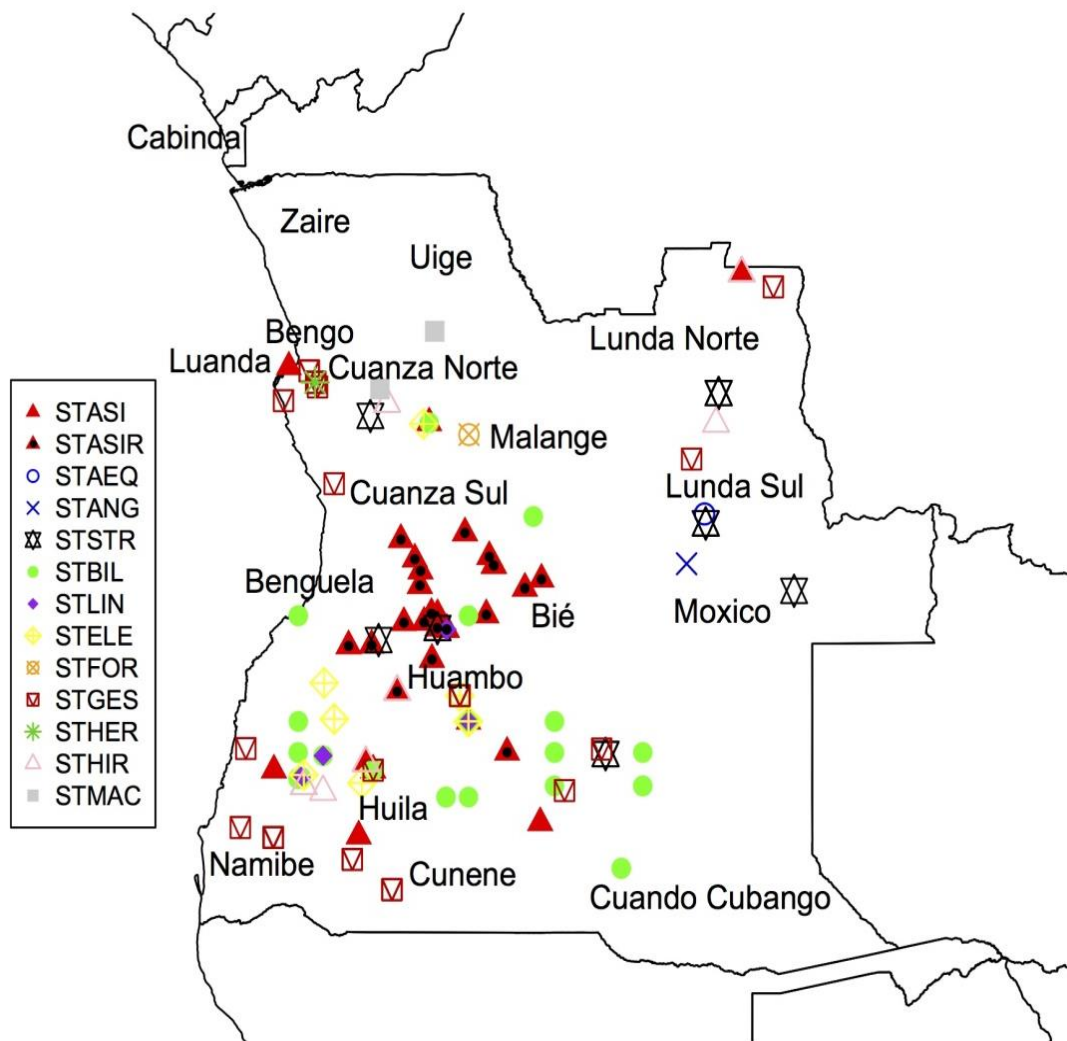 Cabinda
Zaire
Uige
Bengo
Lunda Norte
Luanda
Cuanza Norte
Malange
Cuanza Sul
Lunda Sul
Benguela
Bié
Moxico
Huambo
Huila
Namibe
Cunene
Cuando Cubango
STASI
STASIR
STAEQ
STANG
STSTR
STBIL
STLIN
STELE
STFOR
STGES
STHER
STHIR
STMAC